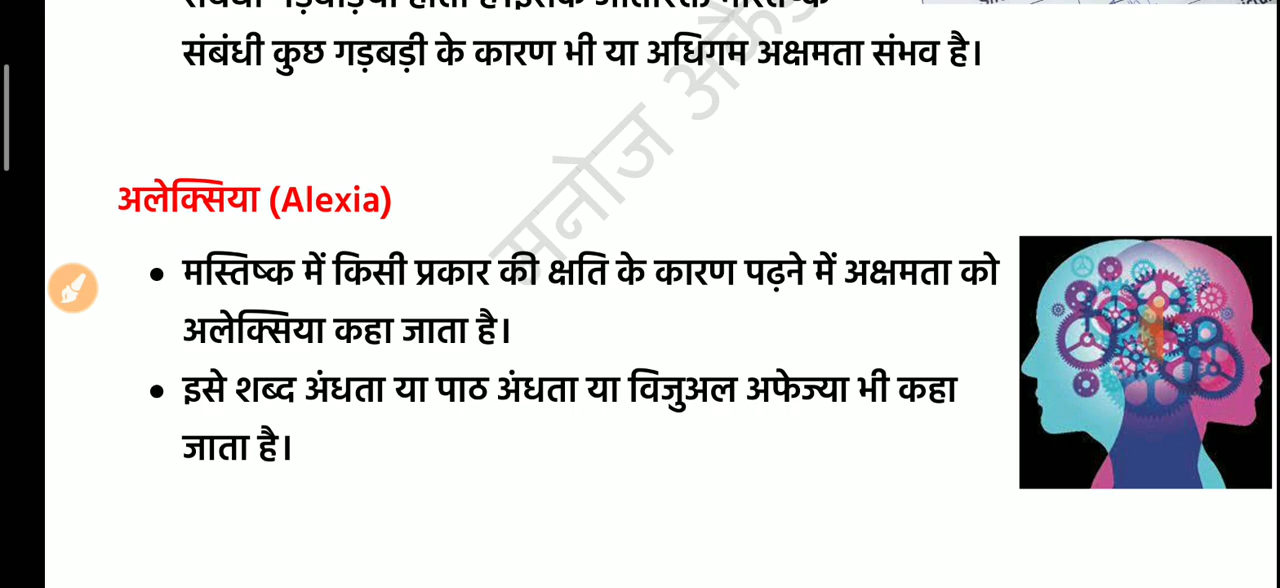 संबंधी कुछ गड़बड़ी के कारण भी या अधिगम अक्षमता संभव है।
मनोज
अलेक्सिया (Alexia)
• मस्तिष्क में किसी प्रकार की क्षति के कारण पढ़ने में अक्षमता को
अलेक्सिया कहा जाता है।
• इसे शब्द अंधता या पाठ अंधता या विजुअल अफेज्या भी कहा
जाता है।